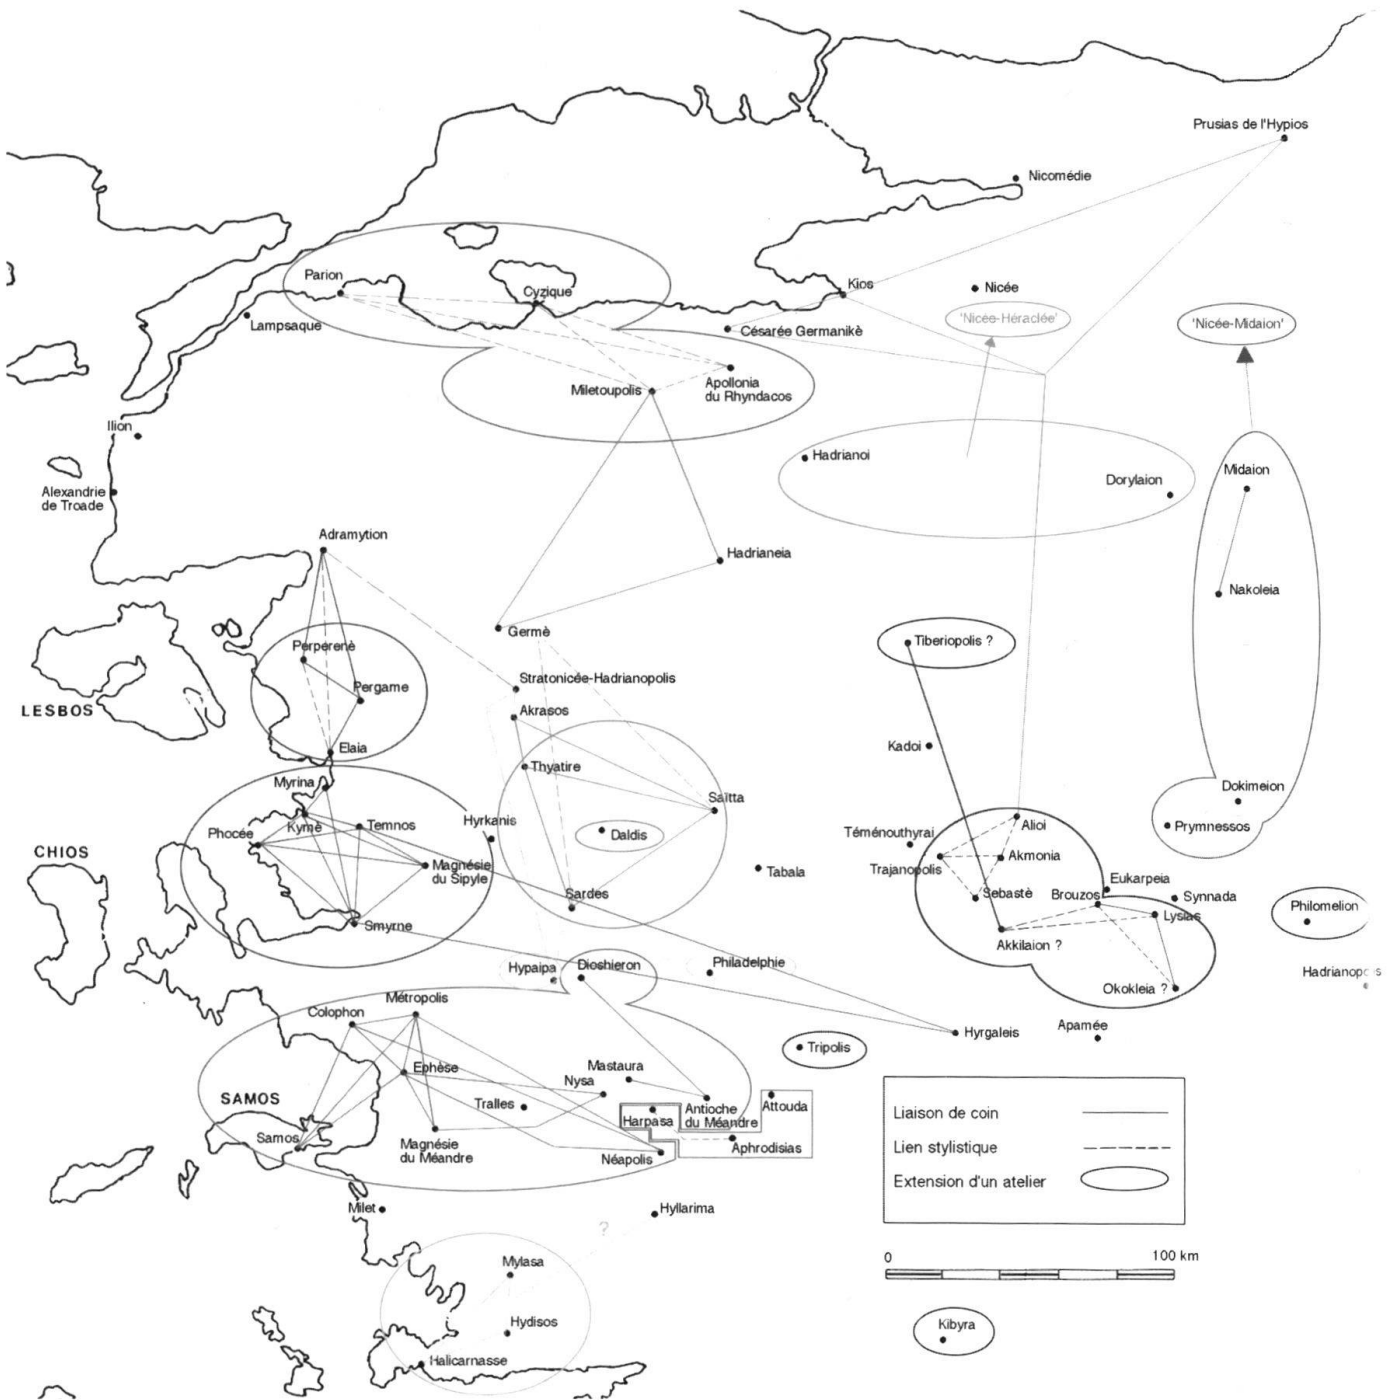 Prusias de l'Hypios
Nicomédie
Parion
Cyzique
Kios
Nicée
Lampsaque
Césarée Germanikè
'Nicée-Héraclée'
'Nicée-Midaion'
Miletoupolis
Apollonia
du Rhyndacos
Ilion
Hadrianoi
Midaion
Dorylaion
Alexandrie
de Troade
Adramytion
Hadrianeia
Nakoleia
Germè
Tiberiopolis ?
Perperenè
Stratonicée-Hadrianopolis
Pergame
LESBOS
Akrasos
Elaia
Kadoi
Thyatire
Myrina
Dokimeion
Saïtta
Kymè
Temnos
Hyrkanis
Phocée
Daldis
Alioi
Prymnessos
Téménouthyrai
CHIOS
Akmonia
Magnésie
du Sipyle
Tabala
Trajanopolis
Eukarpeia
Sardes
Sebastè
Brouzos
Synnada
Philomelion
Smyrne
Lysias
Akkilaion ?
Hypaipa
Dioshieron
Philadelphie
Hadrianopolis
Okokleia ?
Métropolis
Colophon
Apamée
Hyrgaleis
Tripolis
Ephèse
Mastaura
Nysa
SAMOS
Tralles
Antioche
du Méandre
Attouda
Harpasa
Samos
Magnésie
du Méandre
Aphrodisias
Néapolis
Liaison de coin
Lien stylistique
Extension d'un atelier
Milet
Hyllarima
?
0 100 km
Mylasa
Hydisos
Kibyra
Halicarnasse